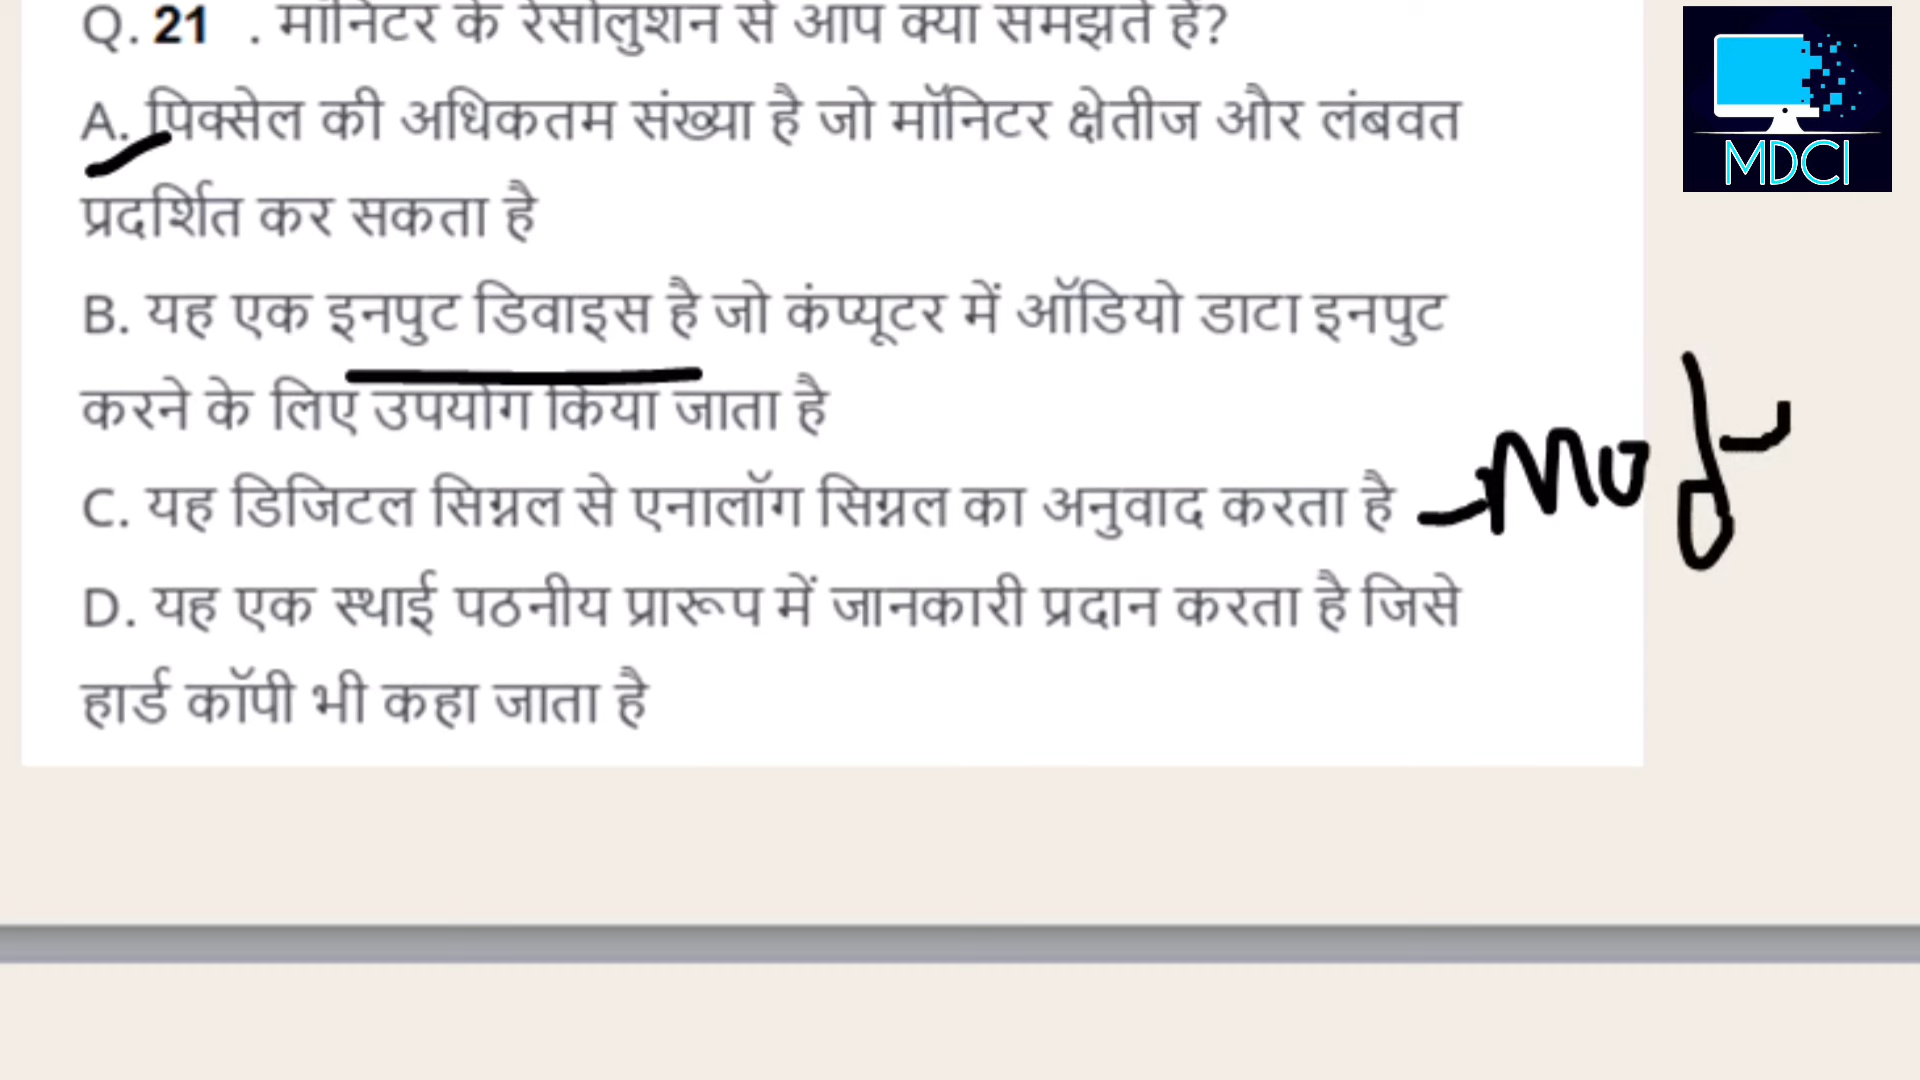 Q. 21 . मॉनिटर के रेसोलुशन से आप क्या समझते हैं?
A. पिक्सेल की अधिकतम संख्या है जो मॉनिटर क्षेतीज और लंबवत
प्रदर्शित कर सकता है
B. यह एक इनपुट डिवाइस है जो कंप्यूटर में ऑडियो डाटा इनपुट
करने के लिए उपयोग किया जाता है
C. यह डिजिटल सिग्नल से एनालॉग सिग्नल का अनुवाद करता है
D. यह एक स्थाई पठनीय प्रारूप में जानकारी प्रदान करता है जिसे
हार्ड कॉपी भी कहा जाता है
MDCI